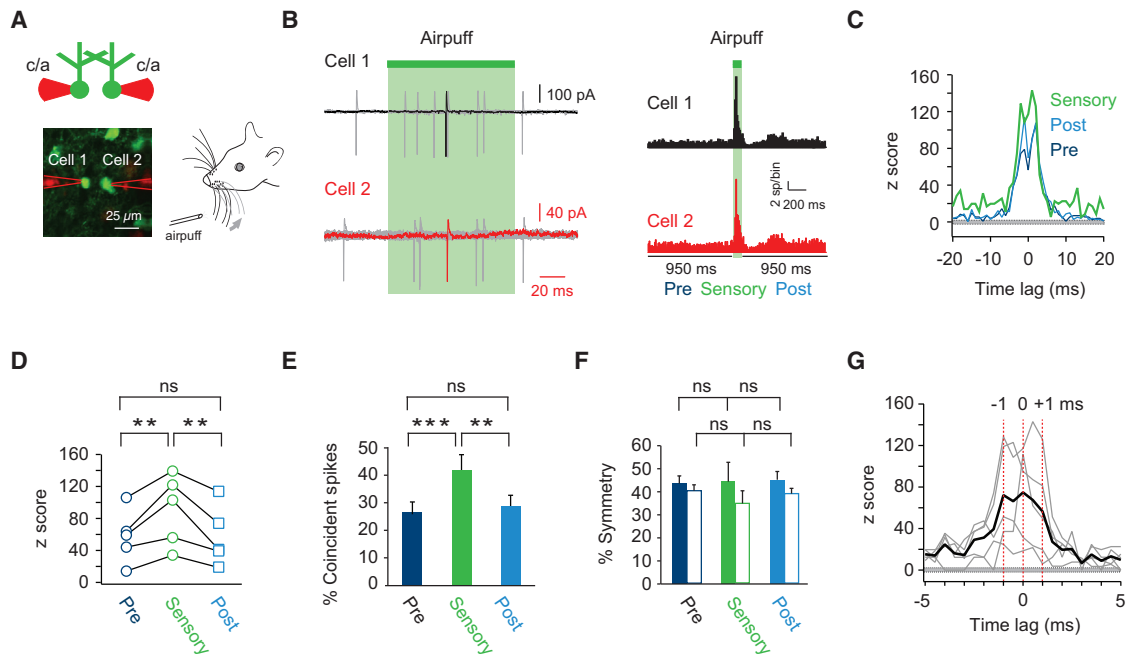 A
c/a
c/a
Cell 1
Cell 2
25 µm
airpuff
B
Airpuff
Cell 1
100 pA
Cell 2
40 pA
20 ms
Airpuff
Cell 1
2 sp/bin
200 ms
Cell 2
950 ms
950 ms
Pre
Sensory
Post
C
160
120
80
40
0
z score
Sensory
Post
Pre
-20
-10
0
10
20
Time lag (ms)
D
ns
**
**
160
120
80
40
0
z score
Pre
Sensory
Post
E
ns
***
**
50
40
30
20
10
0
% Coincident spikes
Pre
Sensory
Post
F
ns
ns
ns
ns
60
50
40
30
20
10
0
% Symmetry
Pre
Sensory
Post
G
-1
0
+1 ms
160
120
80
40
0
z score
-5
0
5
Time lag (ms)